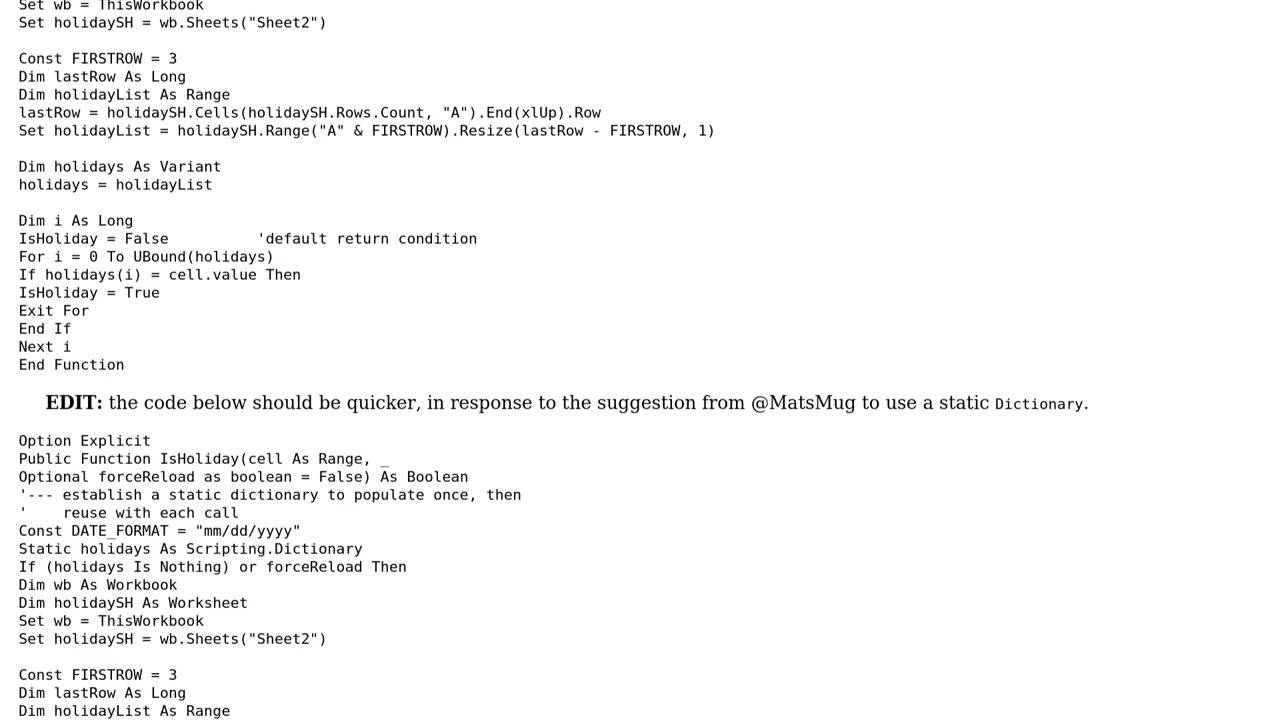 Set wb = ThisWorkbook
Set holidaySH = wb.Sheets("Sheet2")
Const FIRSTROW = 3
Dim lastRow As Long
Dim holidayList As Range
lastRow = holidaySH.Cells(holidaySH.Rows.Count, "A").End(xlUp).Row
Set holidayList = holidaySH.Range("A" & FIRSTROW).Resize(lastRow - FIRSTROW, 1)
Dim holidays As Variant
holidays = holidayList
Dim i As Long
IsHoliday = False          'default return condition
For i = 0 To UBound(holidays)
If holidays(i) = cell.value Then
IsHoliday = True
Exit For
End If
Next i
End Function
EDIT: the code below should be quicker, in response to the suggestion from @MatsMug to use a static Dictionary.
Option Explicit
Public Function IsHoliday(cell As Range, _
Optional forceReload as boolean = False) As Boolean
'--- establish a static dictionary to populate once, then
'    reuse with each call
Const DATE_FORMAT = "mm/dd/yyyy"
Static holidays As Scripting.Dictionary
If (holidays Is Nothing) or forceReload Then
Dim wb As Workbook
Dim holidaySH As Worksheet
Set wb = ThisWorkbook
Set holidaySH = wb.Sheets("Sheet2")
Const FIRSTROW = 3
Dim lastRow As Long
Dim holidayList As Range